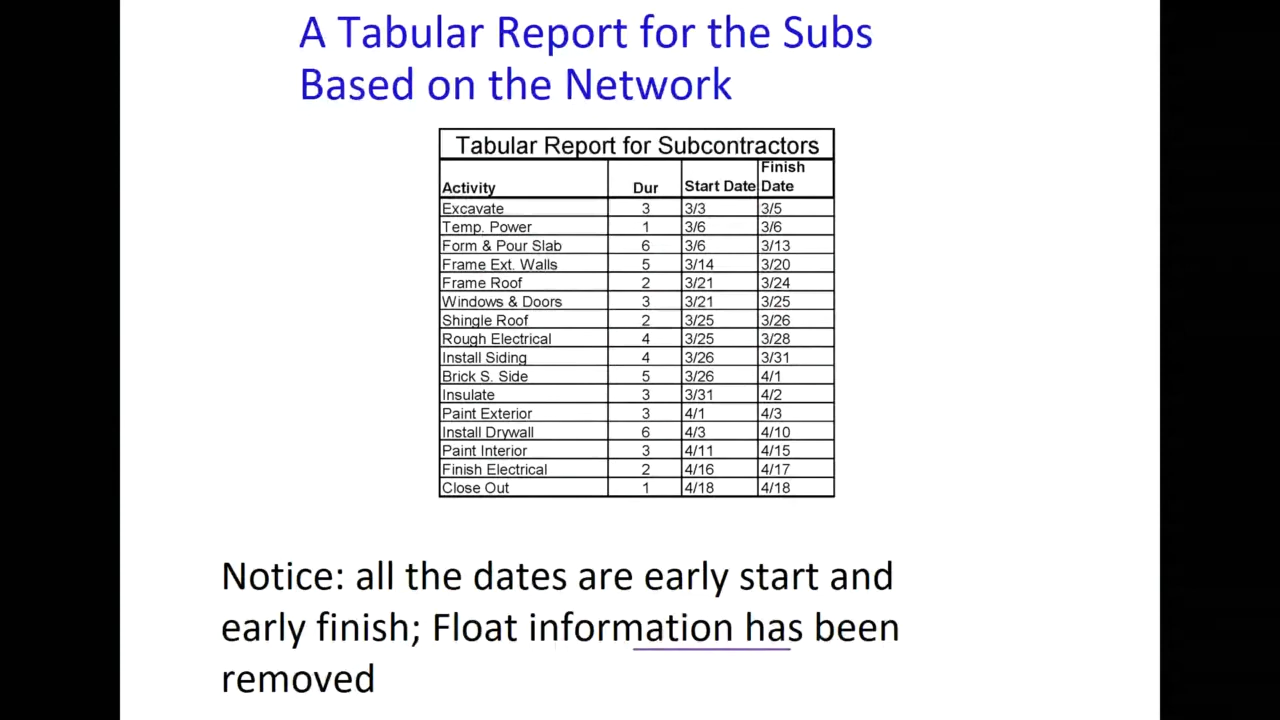 A Tabular Report for the Subs
Based on the Network
Tabular Report for Subcontractors
Activity Dur Start Date Finish Date
Excavate 3 3/3 3/5
Temp. Power 1 3/6 3/6
Form & Pour Slab 6 3/6 3/13
Frame Ext. Walls 5 3/14 3/20
Frame Roof 2 3/21 3/24
Windows & Doors 3 3/21 3/25
Shingle Roof 2 3/25 3/26
Rough Electrical 4 3/25 3/28
Install Siding 4 3/26 3/31
Brick S. Side 5 3/26 4/1
Insulate 3 3/31 4/2
Paint Exterior 3 4/1 4/3
Install Drywall 6 4/3 4/10
Paint Interior 3 4/11 4/15
Finish Electrical 2 4/16 4/17
Close Out 1 4/18 4/18
Notice: all the dates are early start and
early finish; Float information has been
removed